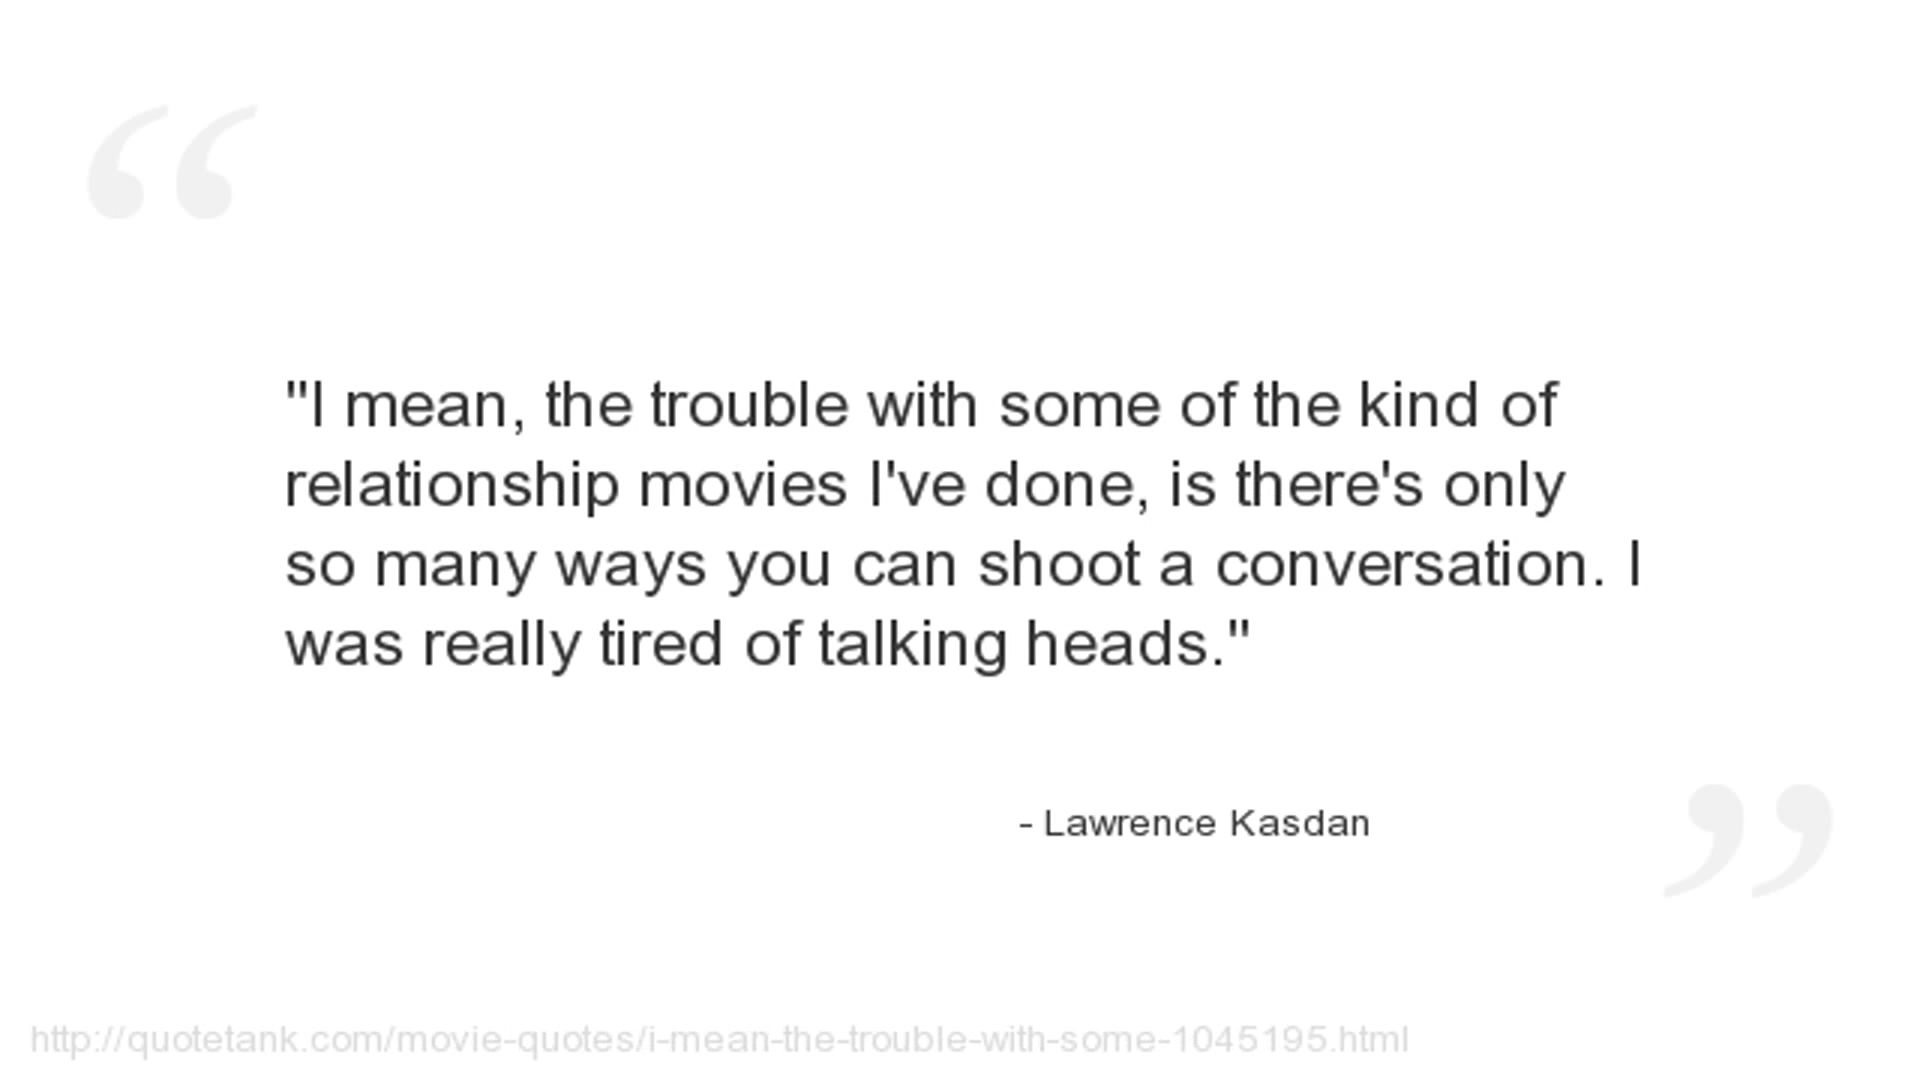 "I mean, the trouble with some of the kind of
relationship movies I've done, is there's only
so many ways you can shoot a conversation. I
was really tired of talking heads."
- Lawrence Kasdan
http://quotetank.com/movie-quotes/i-mean-the-trouble-with-some-1045195.html